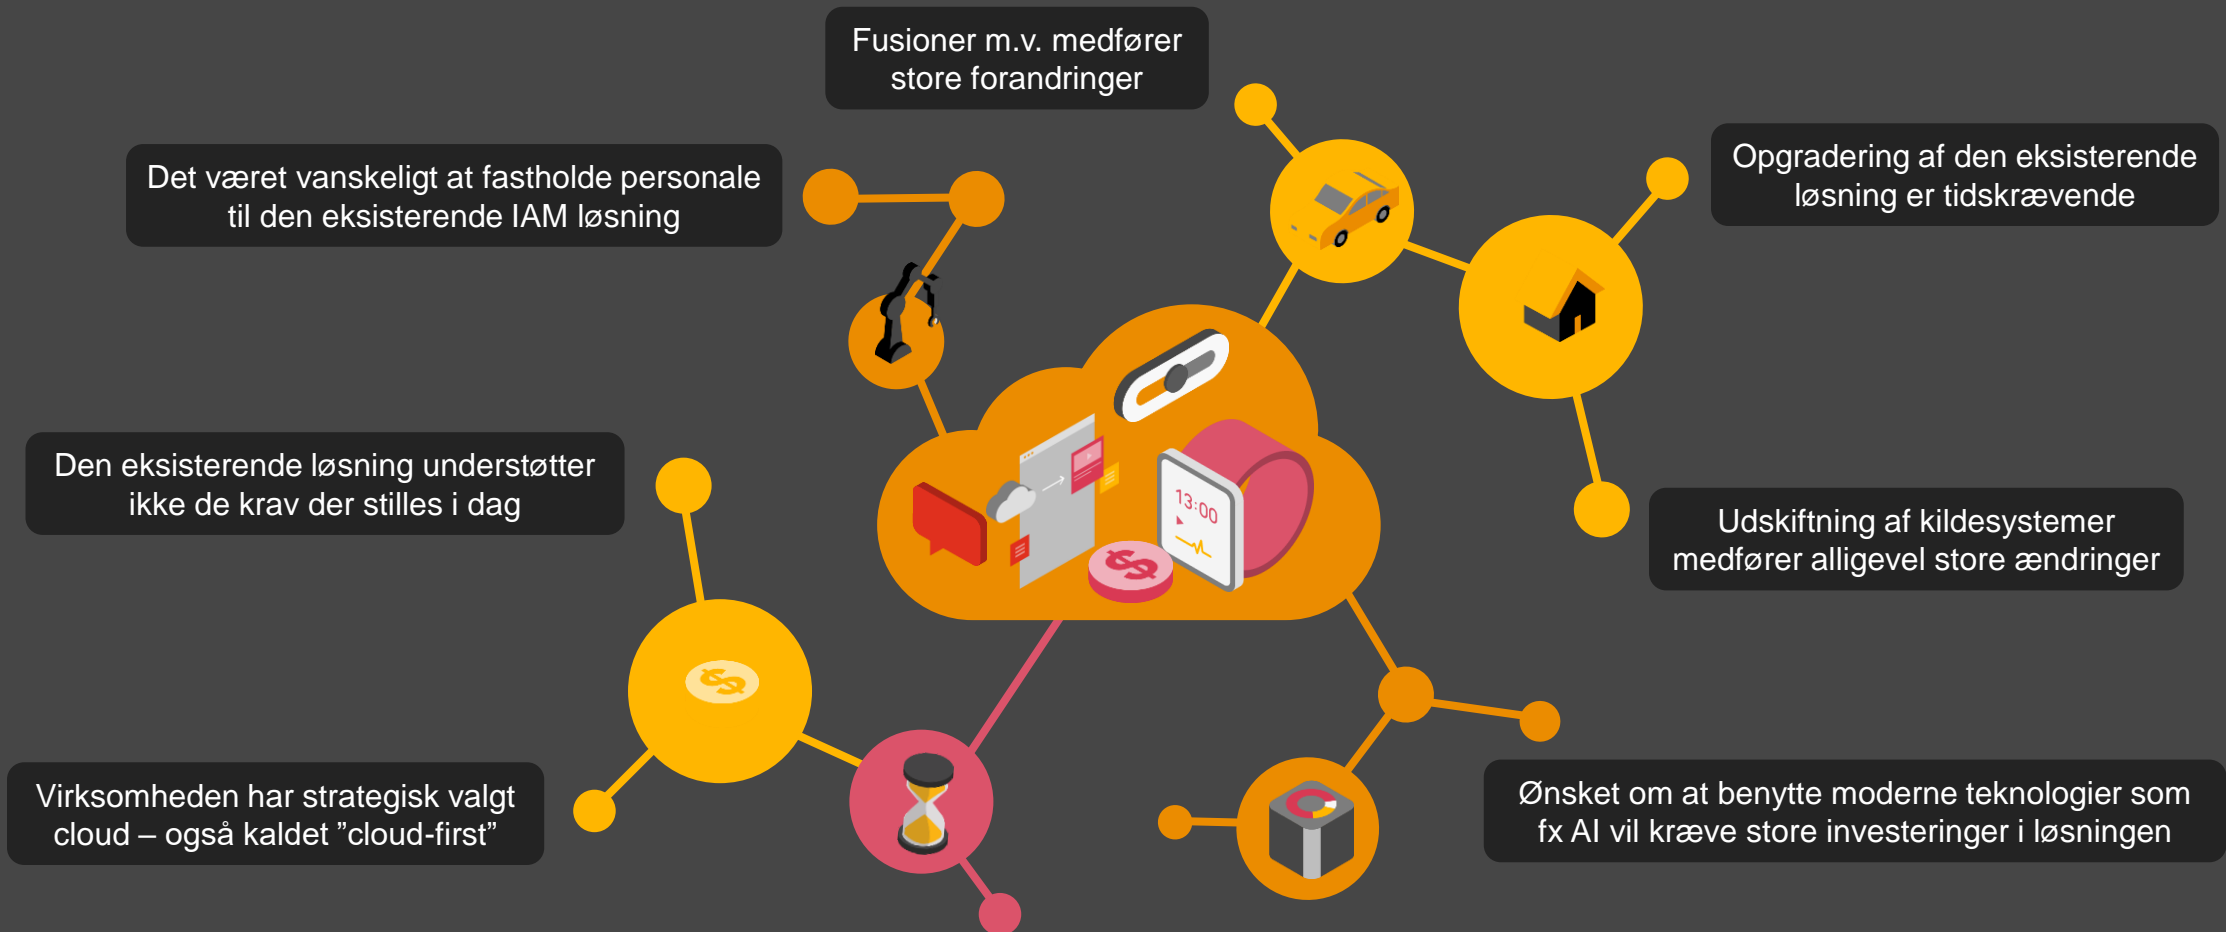 Fusioner m.v. medfører
store forandringer
Det været vanskeligt at fastholde personale
til den eksisterende IAM løsning
Opgradering af den eksisterende
løsning er tidskrævende
Den eksisterende løsning understøtter
ikke de krav der stilles i dag
13:00
$
$
Udskiftning af kildesystemer
medfører alligevel store ændringer
Virksomheden har strategisk valgt
cloud – også kaldet ”cloud-first”
Ønsket om at benytte moderne teknologier som
fx AI vil kræve store investeringer i løsningen